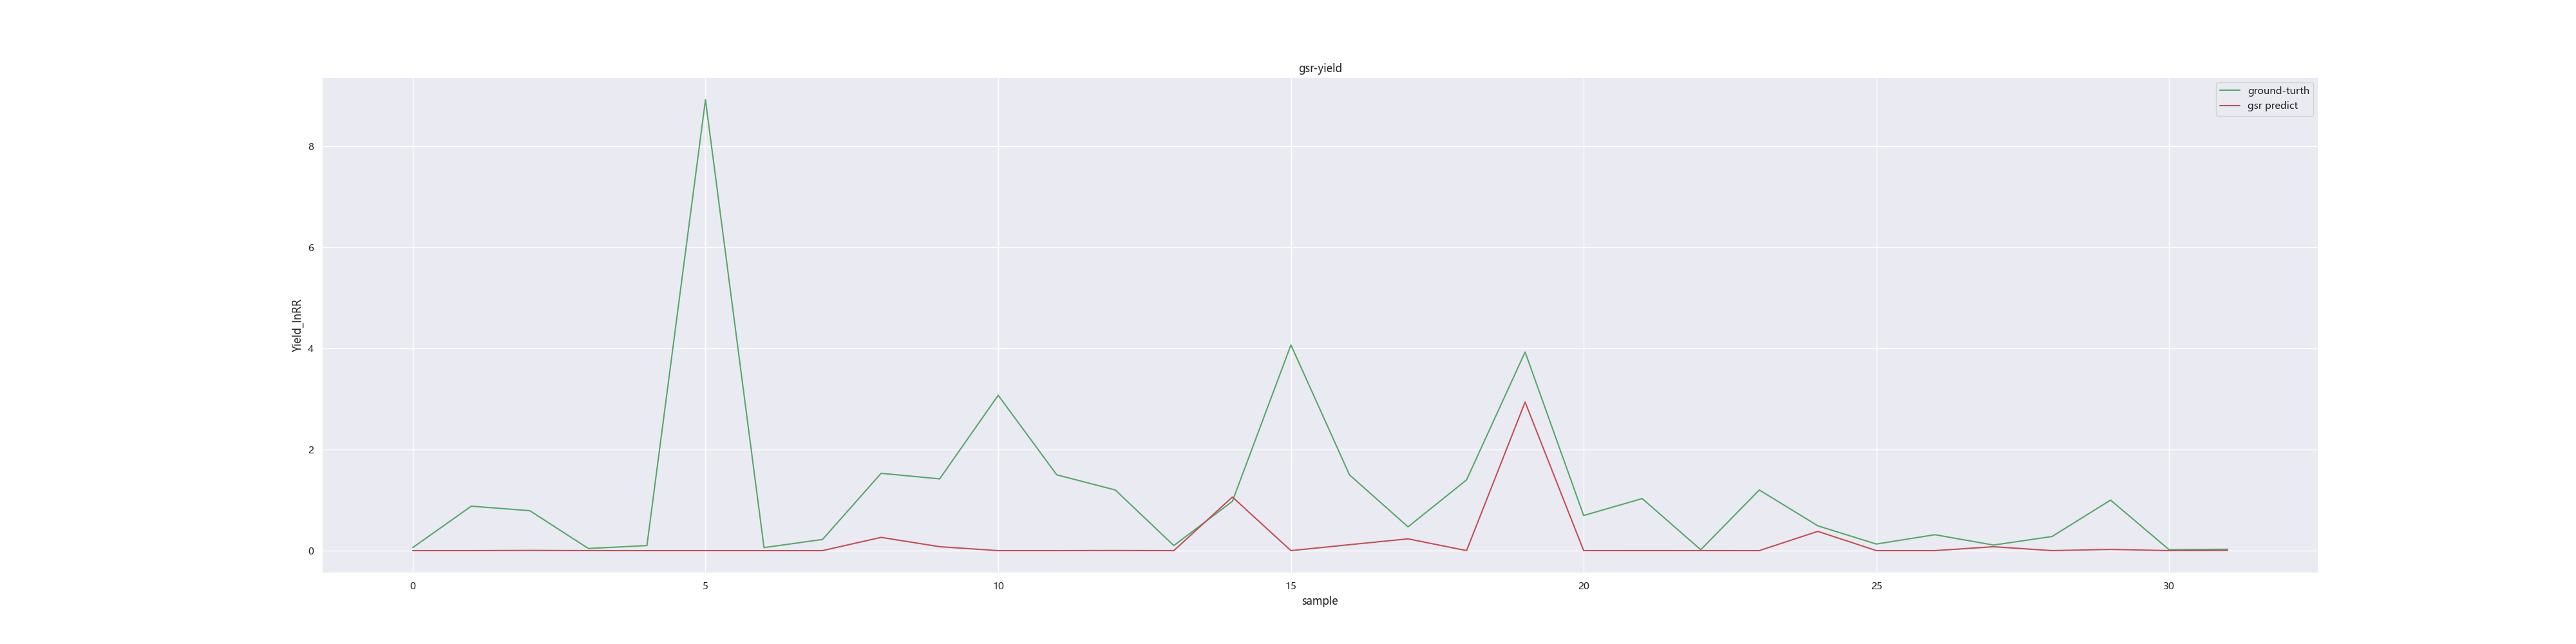 gsr-yield
ground-turth
gsr predict
8
6
4
2
0
Yield_lnRR
0 5 10 15 20 25 30
sample